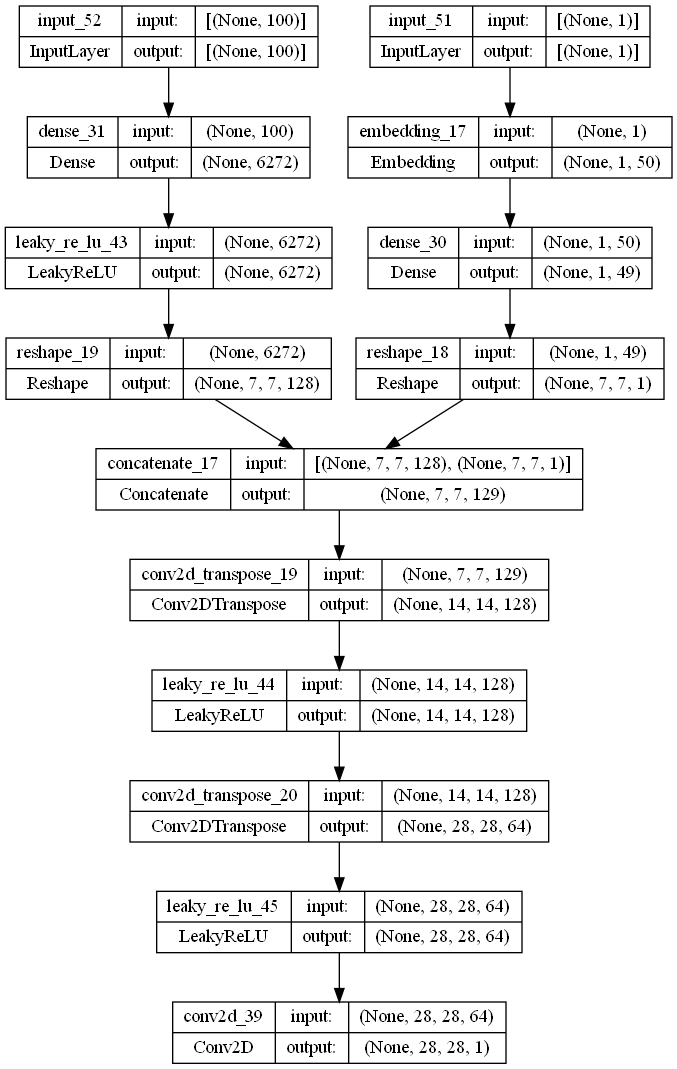 input_52 input: [(None, 100)]
InputLayer output: [(None, 100)]
input_51 input: [(None, 1)]
InputLayer output: [(None, 1)]
dense_31 input: (None, 100)
Dense output: (None, 6272)
embedding_17 input: (None, 1)
Embedding output: (None, 1, 50)
leaky_re_lu_43 input: (None, 6272)
LeakyReLU output: (None, 6272)
dense_30 input: (None, 1, 50)
Dense output: (None, 1, 49)
reshape_19 input: (None, 6272)
Reshape output: (None, 7, 7, 128)
reshape_18 input: (None, 1, 49)
Reshape output: (None, 7, 7, 1)
concatenate_17 input: [(None, 7, 7, 128), (None, 7, 7, 1)]
Concatenate output: (None, 7, 7, 129)
conv2d_transpose_19 input: (None, 7, 7, 129)
Conv2DTranspose output: (None, 14, 14, 128)
leaky_re_lu_44 input: (None, 14, 14, 128)
LeakyReLU output: (None, 14, 14, 128)
conv2d_transpose_20 input: (None, 14, 14, 128)
Conv2DTranspose output: (None, 28, 28, 64)
leaky_re_lu_45 input: (None, 28, 28, 64)
LeakyReLU output: (None, 28, 28, 64)
conv2d_39 input: (None, 28, 28, 64)
Conv2D output: (None, 28, 28, 1)